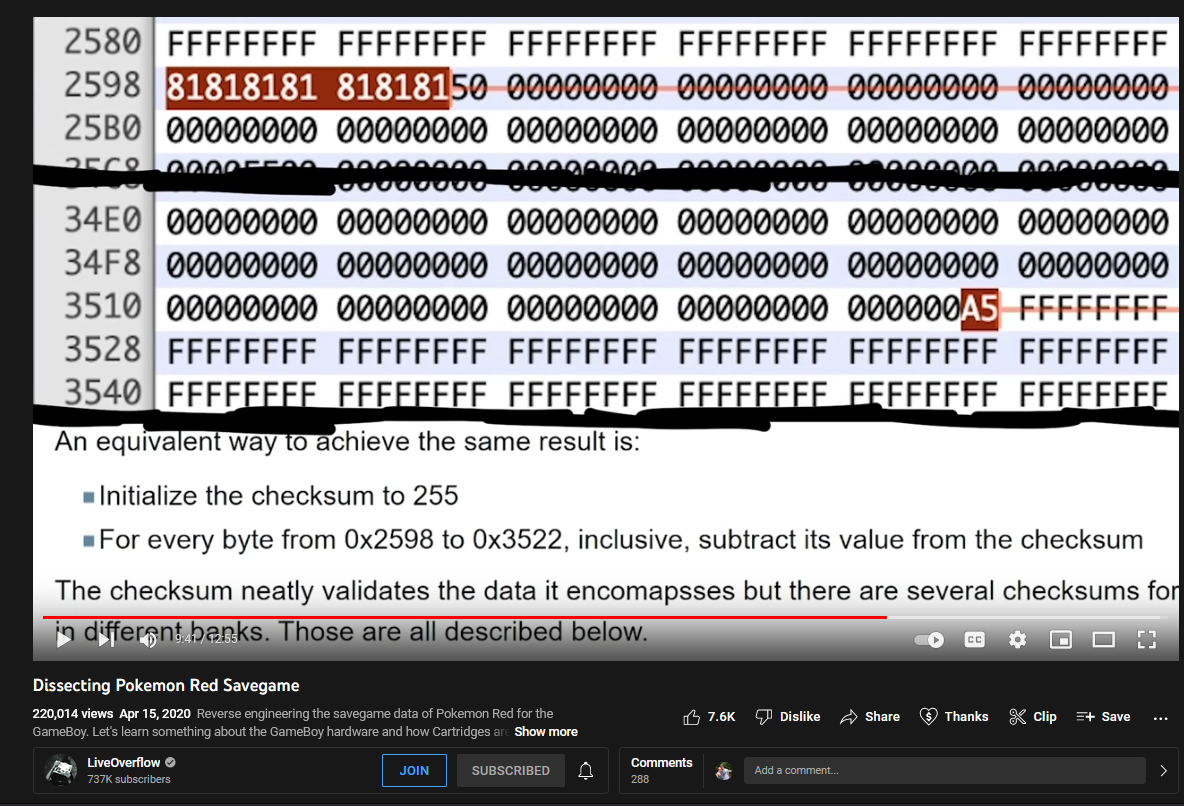 2580 FFFFFFFF FFFFFFFF FFFFFFFF FFFFFFFF FFFFFFFF FFFFFFFF
2598 81818181 81818150 00000000 00000000 00000000 00000000
25B0 00000000 00000000 00000000 00000000 00000000 00000000
34E0 00000000 00000000 00000000 00000000 00000000 00000000
34F8 00000000 00000000 00000000 00000000 00000000 00000000
3510 00000000 00000000 00000000 00000000 000000A5 FFFFFFFF
3528 FFFFFFFF FFFFFFFF FFFFFFFF FFFFFFFF FFFFFFFF FFFFFFFF
3540 FFFFFFFF FFFFFFFF FFFFFFFF FFFFFFFF FFFFFFFF FFFFFFFF
An equivalent way to achieve the same result is:
Initialize the checksum to 255
For every byte from 0x2598 to 0x3522, inclusive, subtract its value from the checksum
The checksum neatly validates the data it encomapsses but there are several checksums for
in different banks. Those are all described below.
9:41 / 12:55
CC
Dissecting Pokemon Red Savegame
220,014 views Apr 15, 2020 Reverse engineering the savegame data of Pokemon Red for the
GameBoy. Let's learn something about the GameBoy hardware and how Cartridges are Show more
7.6K Dislike Share Thanks Clip Save
LiveOverflow
737K subscribers
JOIN SUBSCRIBED
Comments
288
Add a comment...